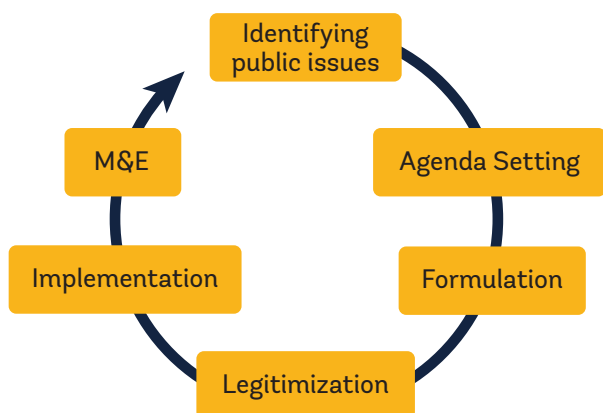 Identifying
public issues
Agenda Setting
Formulation
Legitimization
Implementation
M&E